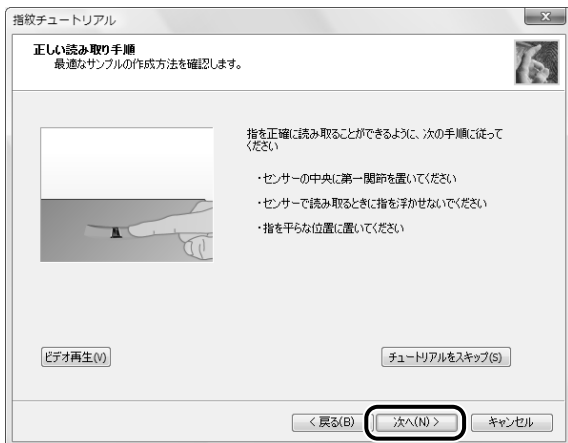 指紋チュートリアル
正しい読み取り手順
最適なサンプルの作成方法を確認します。
指を正確に読み取ることができるように、次の手順に従って
ください
・センサーの中央に第一関節を置いてください
・センサーで読み取るときに指を浮かせないでください
・指を平らな位置に置いてください
ビデオ再生(V)
チュートリアルをスキップ(S)
< 戻る(B)
次へ(N) >
キャンセル